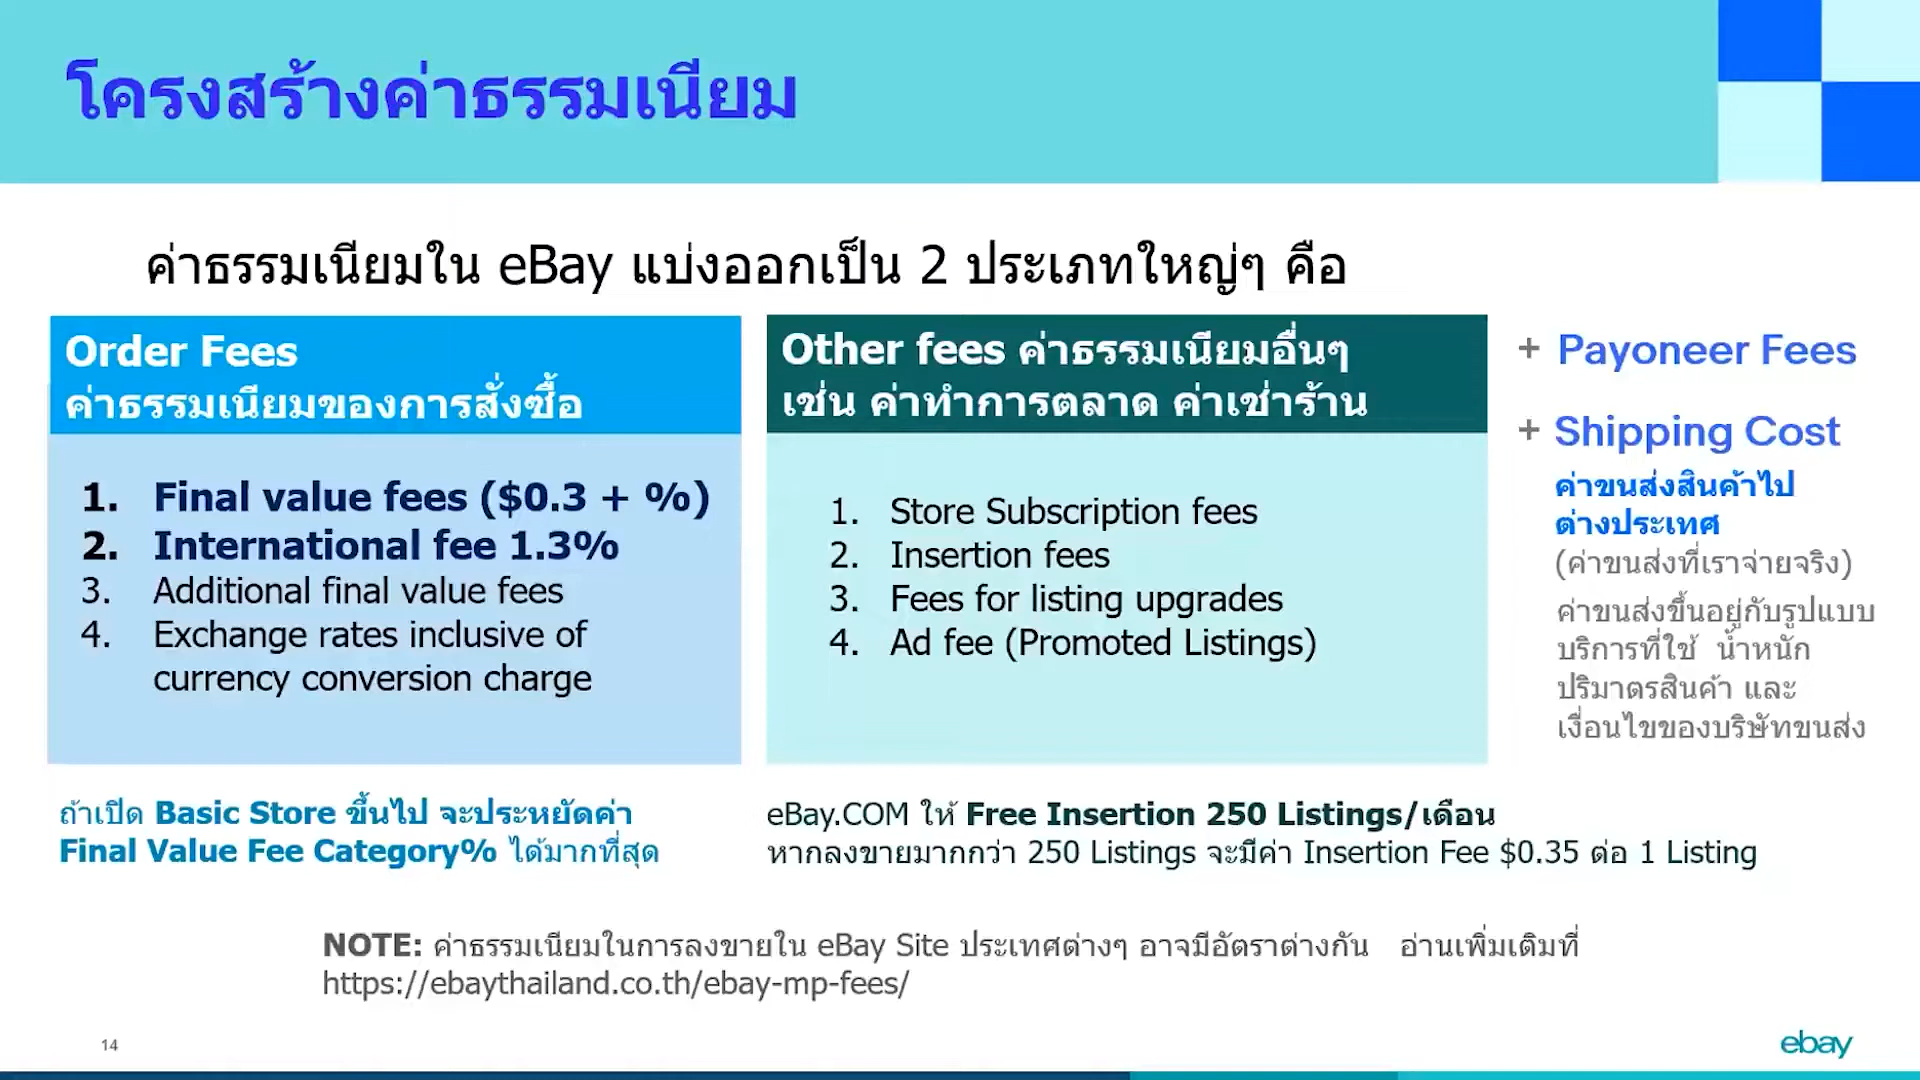 โครงสร้างค่าธรรมเนียม
ค่าธรรมเนียมใน eBay แบ่งออกเป็น 2 ประเภทใหญ่ๆ คือ
Order Fees
ค่าธรรมเนียมของการสั่งซื้อ
1. Final value fees ($0.3 + %)
2. International fee 1.3%
3. Additional final value fees
4. Exchange rates inclusive of
currency conversion charge
ถ้าเปิด Basic Store ขึ้นไป จะประหยัดค่า
Final Value Fee Category% ได้มากที่สุด
Other fees ค่าธรรมเนียมอื่นๆ
เช่น ค่าทำการตลาด ค่าเช่าร้าน
1. Store Subscription fees
2. Insertion fees
3. Fees for listing upgrades
4. Ad fee (Promoted Listings)
eBay.COM ให้ Free Insertion 250 Listings/เดือน
หากลงขายมากกว่า 250 Listings จะมีค่า Insertion Fee $0.35 ต่อ 1 Listing
+ Payoneer Fees
+ Shipping Cost
ค่าขนส่งสินค้าไป
ต่างประเทศ
(ค่าขนส่งที่เราจ่ายจริง)
ค่าขนส่งขึ้นอยู่กับรูปแบบ
บริการที่ใช้ น้ำหนัก
ปริมาตรสินค้า และ
เงื่อนไขของบริษัทขนส่ง
NOTE: ค่าธรรมเนียมในการลงขายใน eBay Site ประเทศต่างๆ อาจมีอัตราต่างกัน อ่านเพิ่มเติมที่
https://ebaythailand.co.th/ebay-mp-fees/
14
ebay